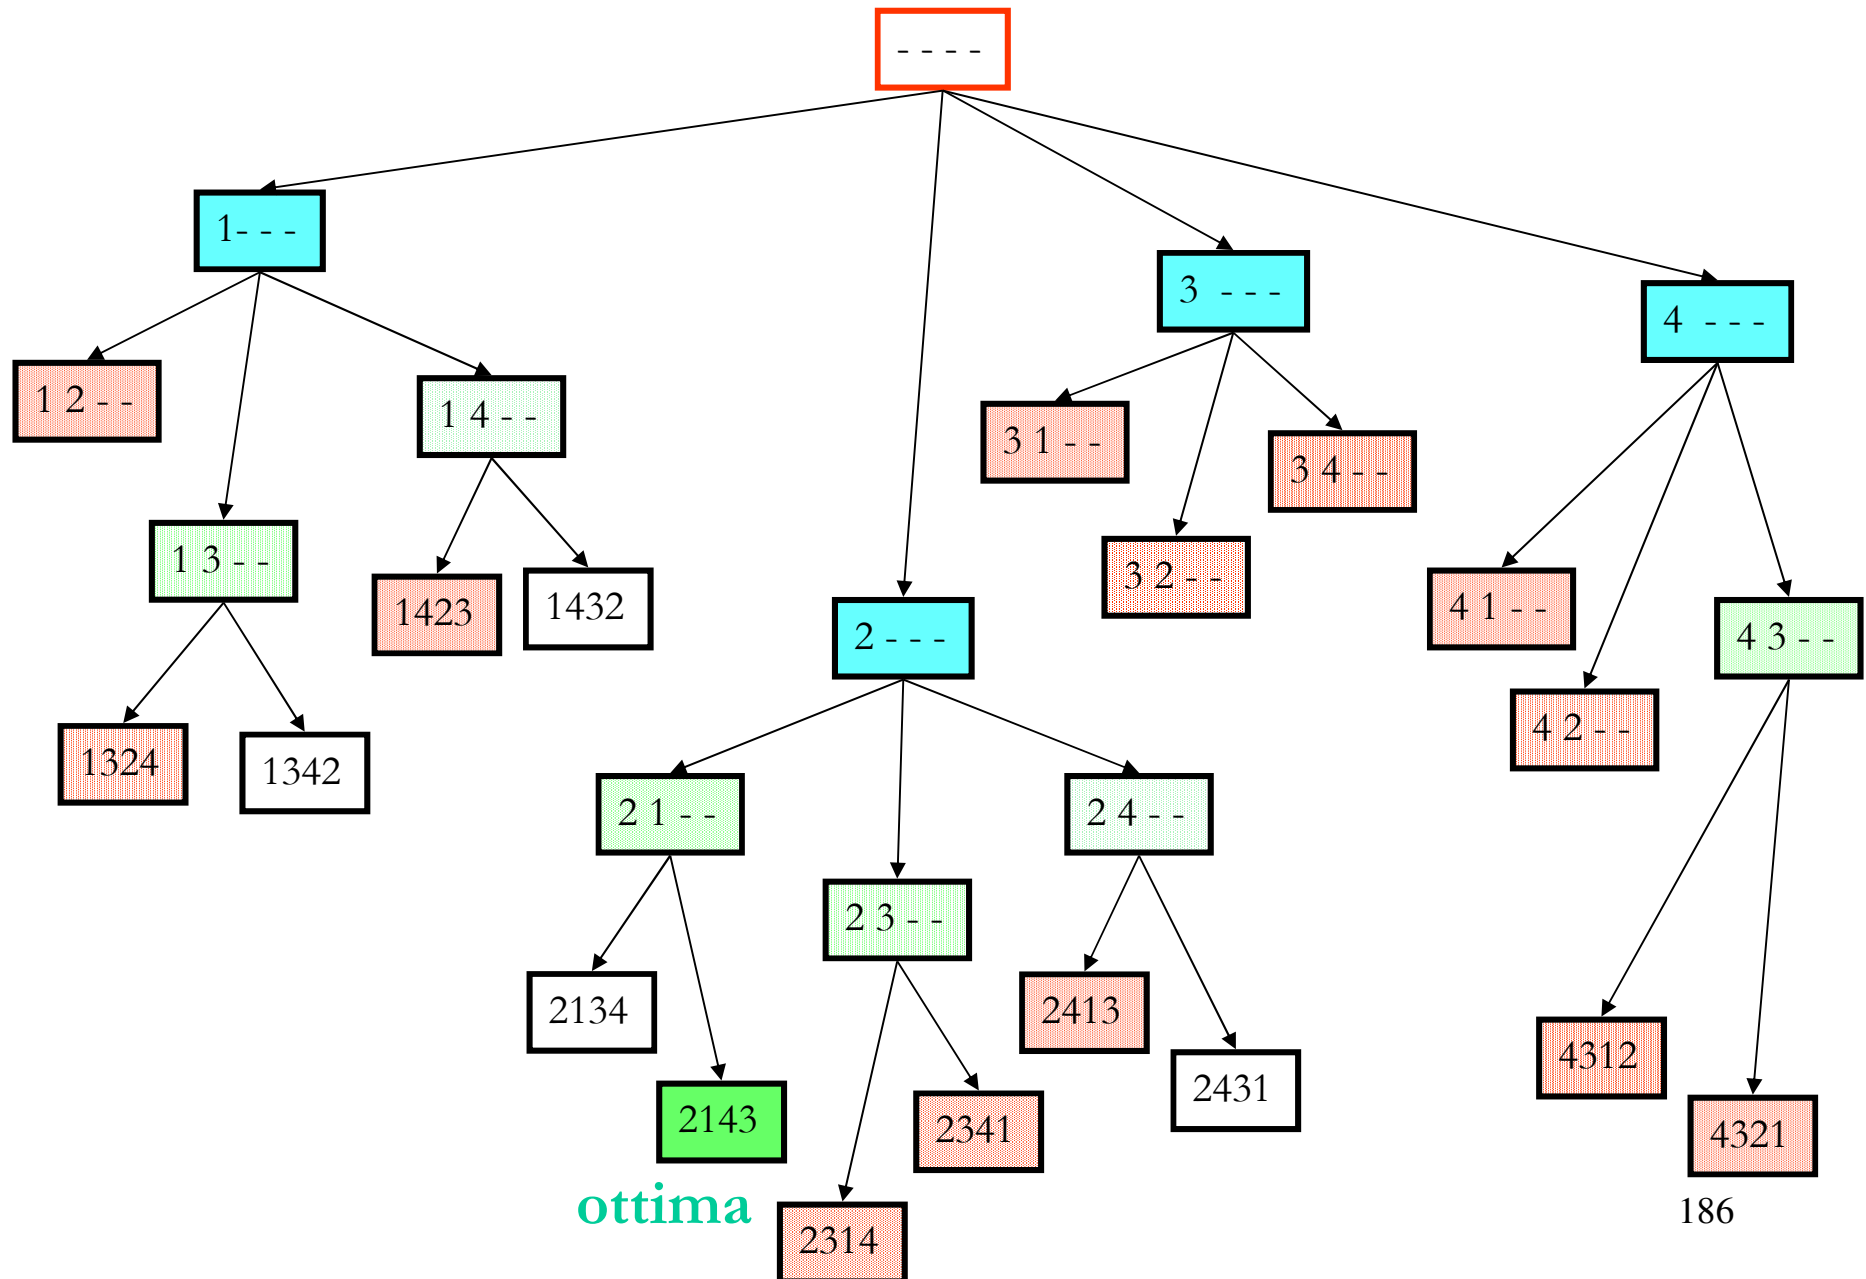 - - - -
1- - -
3 - - -
4 - - -
1 2 - -
1 4 - -
3 1 - -
3 4 - -
1 3 - -
3 2 - -
1423
1432
2 - - -
4 1 - -
4 3 - -
4 2 - -
1324
1342
2 1 - -
2 4 - -
2 3 - -
2134
2413
4312
2431
2143
2341
4321
ottima
186
2314